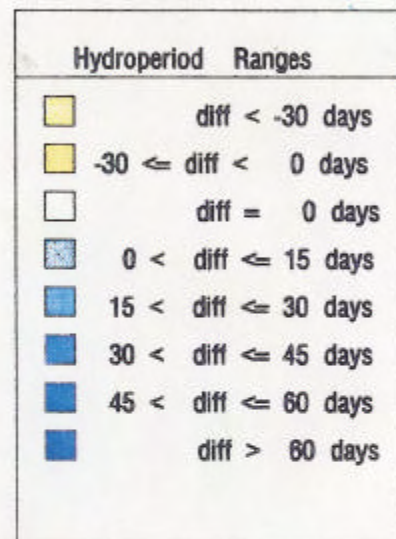 Hydroperiod Ranges
diff < -30 days
-30 <= diff < 0 days
diff = 0 days
0 < diff <= 15 days
15 < diff <= 30 days
30 < diff <= 45 days
45 < diff <= 60 days
diff > 60 days